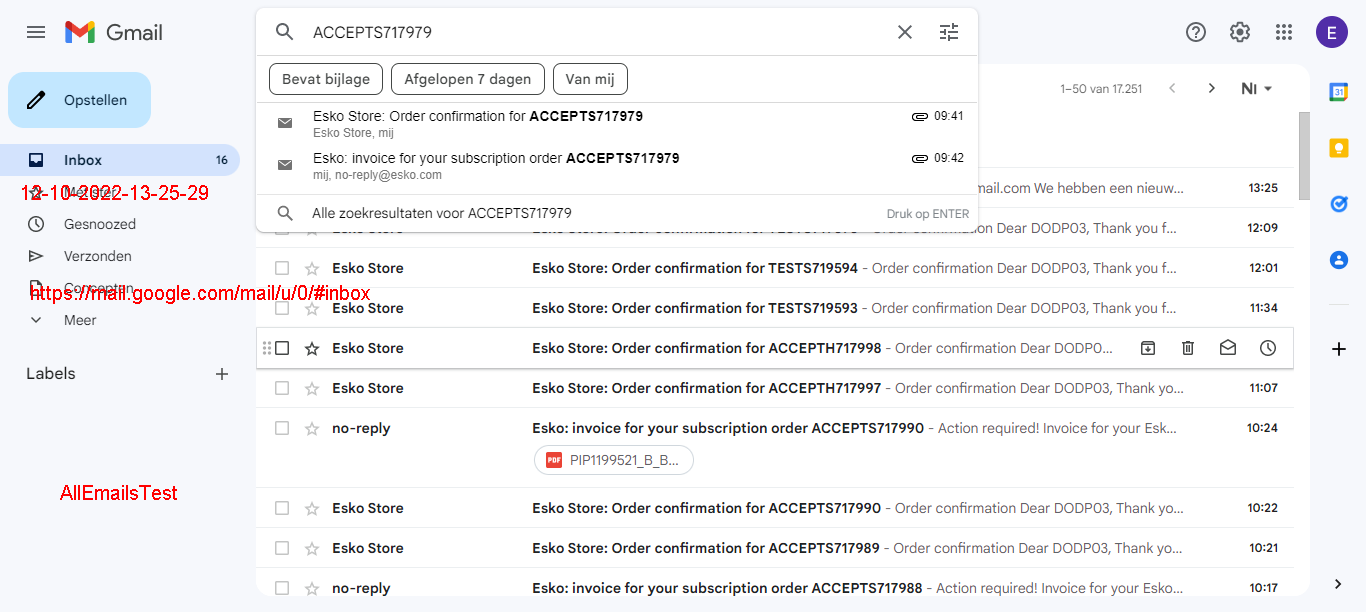 Gmail
ACCEPTS717979
E
Bevat bijlage
Afgelopen 7 dagen
Van mij
Opstellen
1–50 van 17.251
NI
31
Esko Store: Order confirmation for ACCEPTS717979 09:41
Esko Store, mij
Esko: invoice for your subscription order ACCEPTS717979 09:42
mij, no-reply@esko.com
Inbox 16
Met ster
12-10-2022-13-25-29
mail.com We hebben een nieuw... 13:25
Alle zoekresultaten voor ACCEPTS717979 Druk op ENTER
Gesnoozed
Order confirmation Dear DODP03, Thank you f... 12:09
Verzonden
Esko Store Esko Store: Order confirmation for TESTS719594 - Order confirmation Dear DODP03, Thank you f... 12:01
Concepten
https://mail.google.com/mail/u/0/#inbox
Esko Store Esko Store: Order confirmation for TESTS719593 - Order confirmation Dear DODP03, Thank you f... 11:34
Meer
Esko Store Esko Store: Order confirmation for ACCEPTH717998 - Order confirmation Dear DODP0...
Labels
Esko Store Esko Store: Order confirmation for ACCEPTH717997 - Order confirmation Dear DODP03, Thank yo... 11:07
no-reply Esko: invoice for your subscription order ACCEPTS717990 - Action required! Invoice for your Esk... 10:24
PDF PIP1199521_B_B...
AllEmailsTest
Esko Store Esko Store: Order confirmation for ACCEPTS717990 - Order confirmation Dear DODP03, Thank yo... 10:22
Esko Store Esko Store: Order confirmation for ACCEPTS717989 - Order confirmation Dear DODP03, Thank yo... 10:21
no-reply Esko: invoice for your subscription order ACCEPTS717988 - Action required! Invoice for your Esko... 10:17